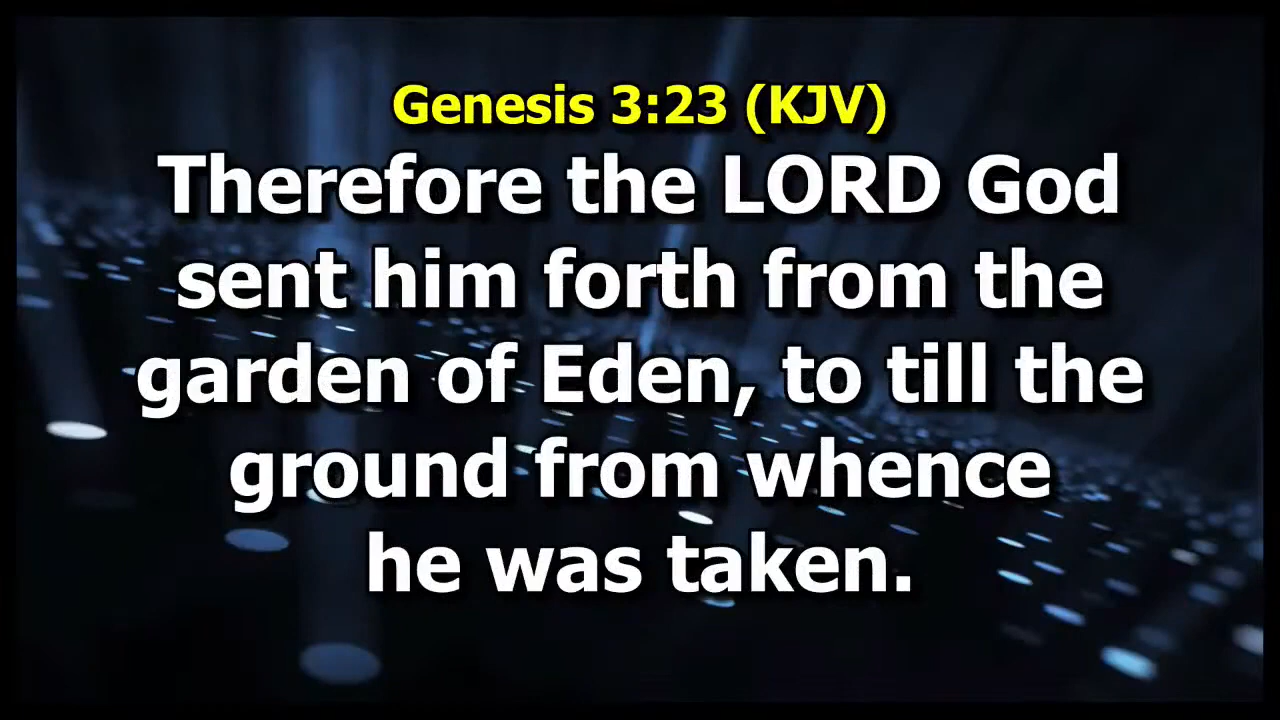 Genesis 3:23 (KJV)
Therefore the LORD God
sent him forth from the
garden of Eden, to till the
ground from whence
he was taken.